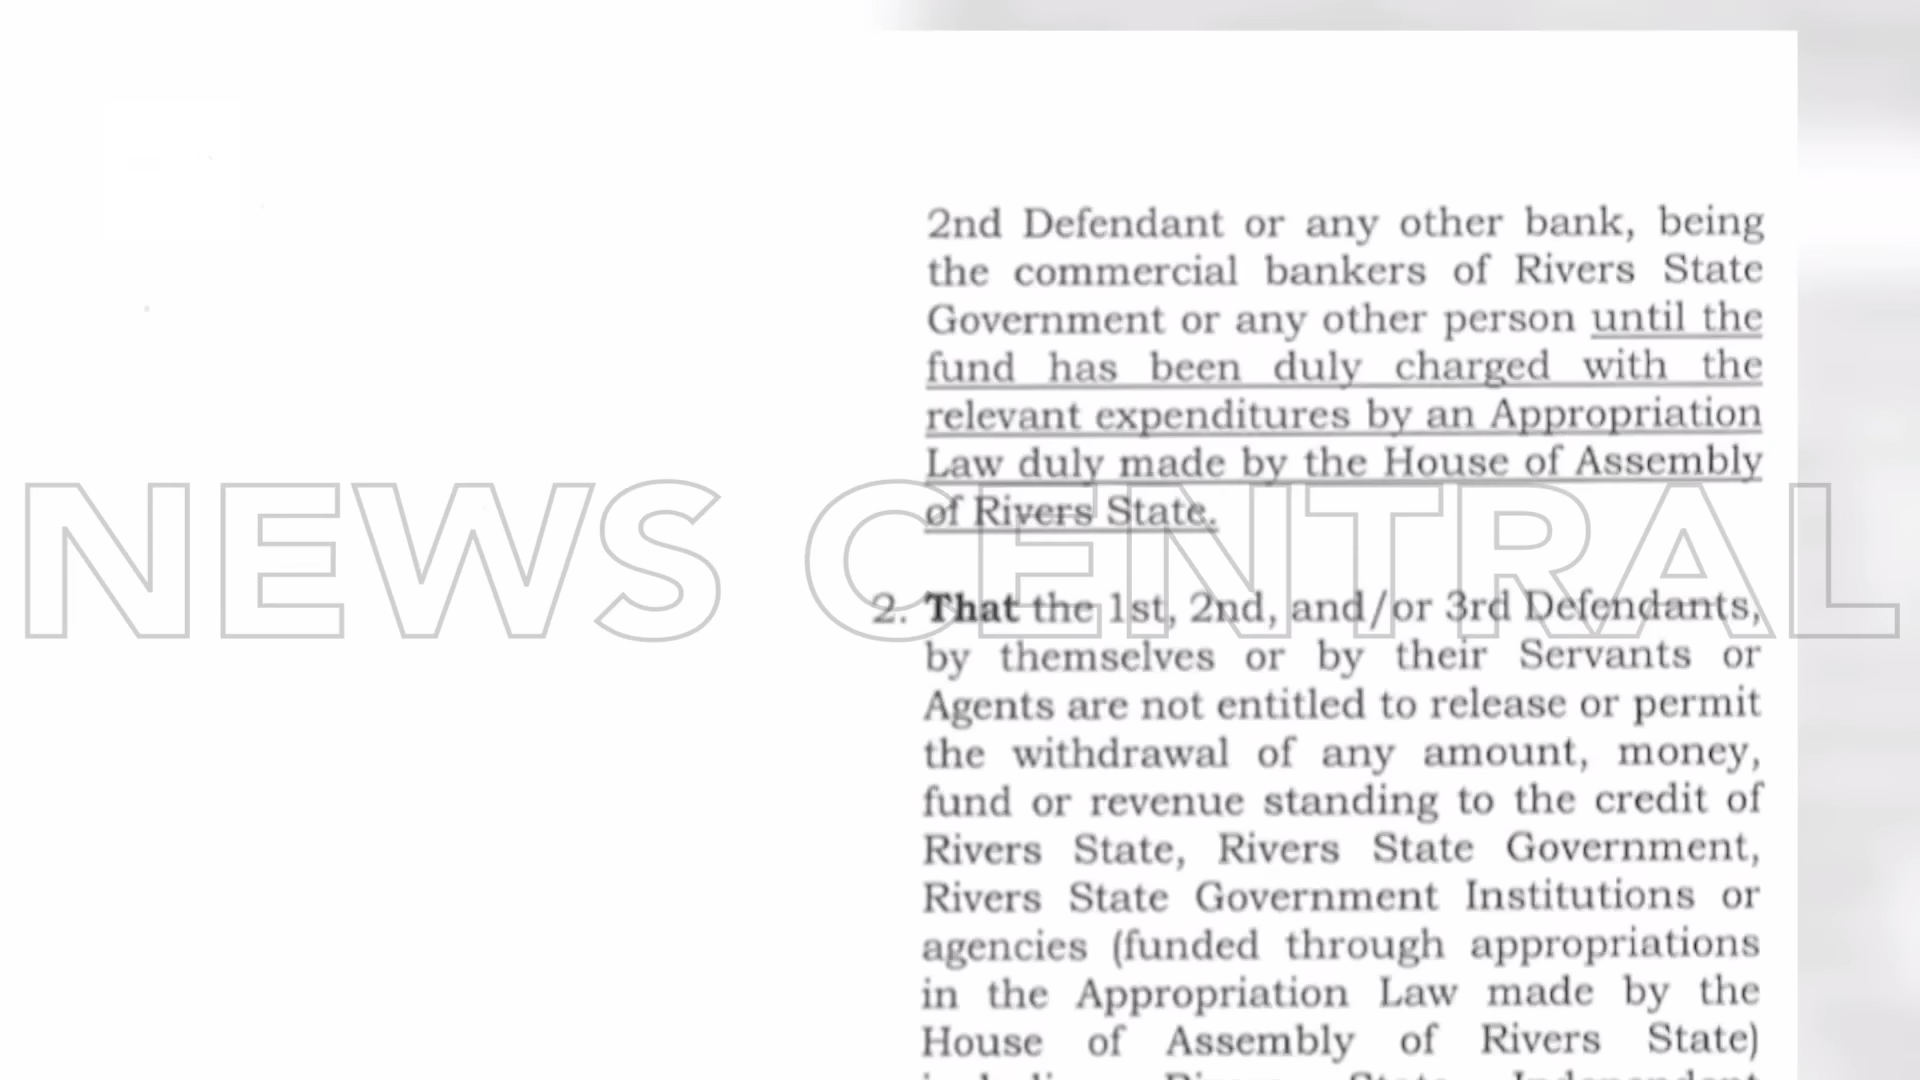 2nd Defendant or any other bank, being
the commercial bankers of Rivers State
Government or any other person until the
fund has been duly charged with the
relevant expenditures by an Appropriation
Law duly made by the House of Assembly
of Rivers State.
NEWS CENTRAL
2. That the 1st, 2nd, and/or 3rd Defendants,
by themselves or by their Servants or
Agents are not entitled to release or permit
the withdrawal of any amount, money,
fund or revenue standing to the credit of
Rivers State, Rivers State Government,
Rivers State Government Institutions or
agencies (funded through appropriations
in the Appropriation Law made by the
House of Assembly of Rivers State)